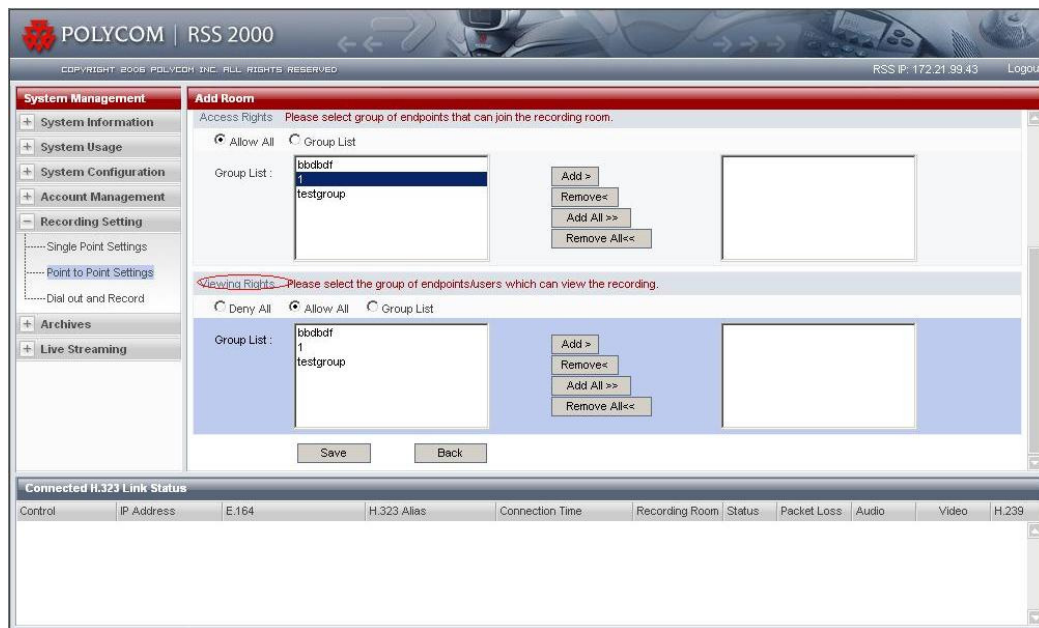 POLYCOM | RSS 2000
COPYRIGHT 2006 POLYCOM INC. ALL RIGHTS RESERVED
RSS IP: 172.21.99.43 Logou
System Management
+ System Information
+ System Usage
+ System Configuration
+ Account Management
− Recording Setting
Single Point Settings
Point to Point Settings
Dial out and Record
+ Archives
+ Live Streaming
Add Room
Access Rights Please select group of endpoints that can join the recording room.
Allow All Group List
Group List :
bbdbdf
1
testgroup
Add >
Remove<
Add All >>
Remove All<<
Viewing Rights Please select the group of endpoints/users which can view the recording.
Deny All Allow All Group List
Group List :
bbdbdf
1
testgroup
Add >
Remove<
Add All >>
Remove All<<
Save Back
Connected H.323 Link Status
Control IP Address E.164 H.323 Alias Connection Time Recording Room Status Packet Loss Audio Video H.239